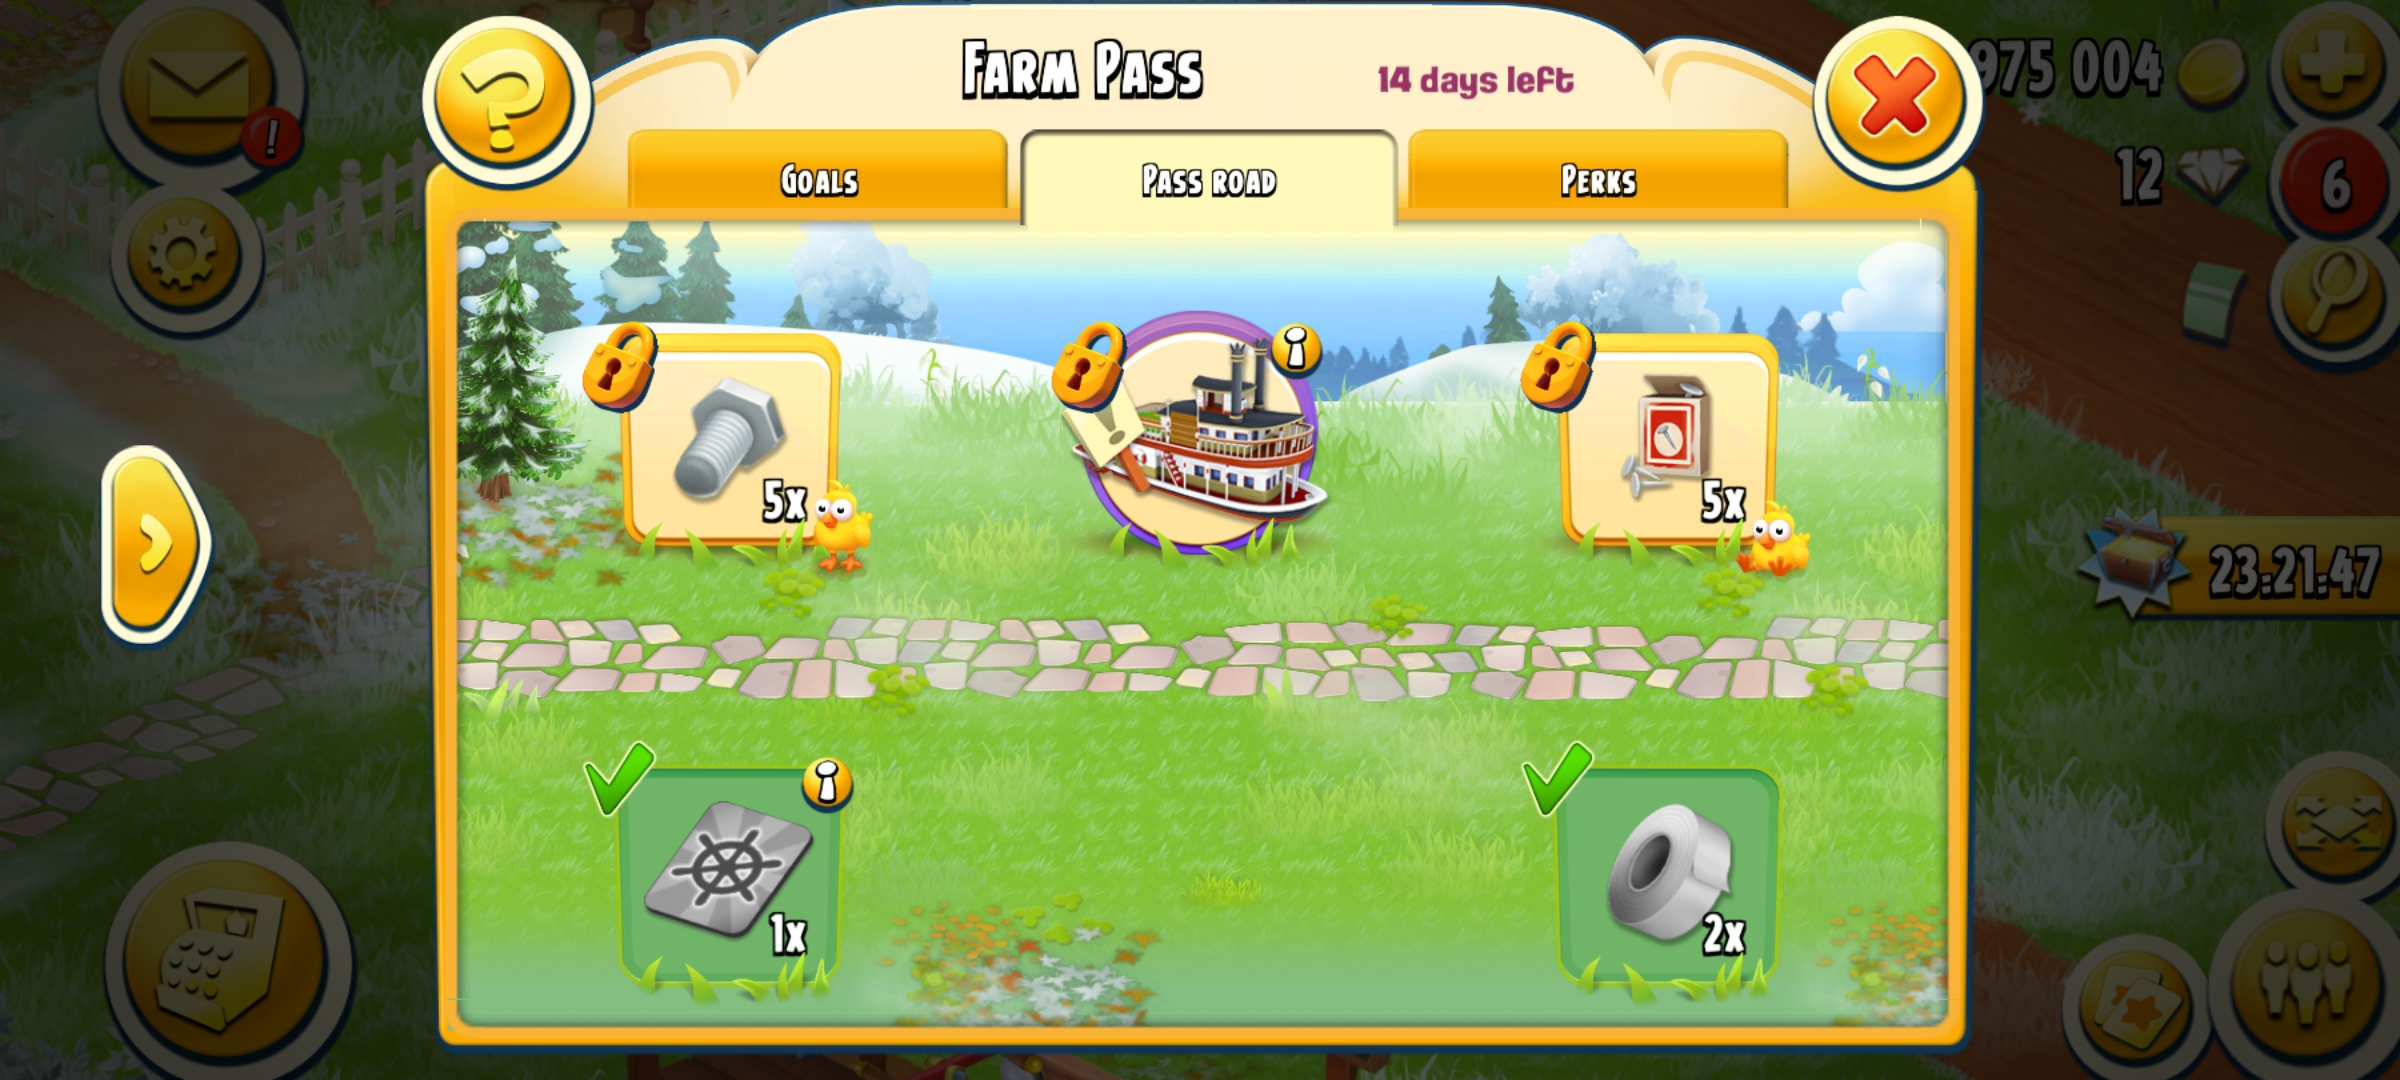 FARM PASS
14 days left
975 004
GOALS
PASS ROAD
PERKS
12
6
5x
5x
23:21:47
1x
2x